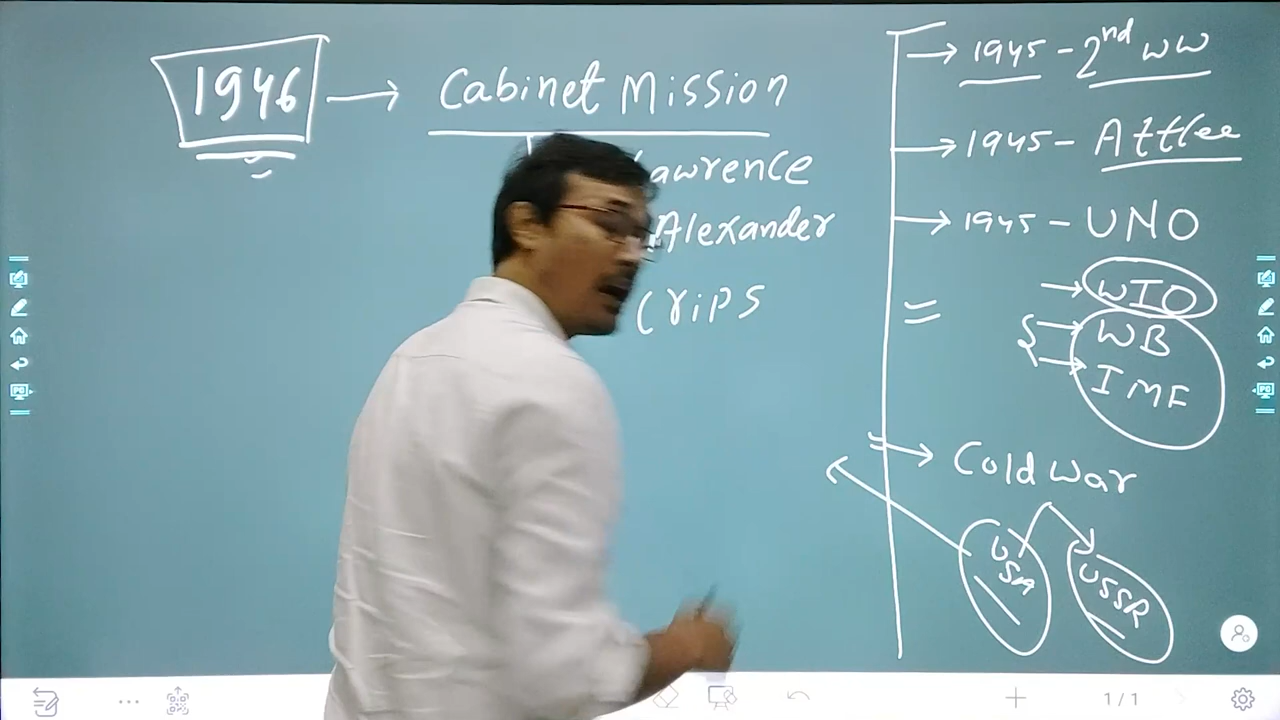 1946 → Cabinet Mission
awrence
Alexander
Crips
→ 1945 - 2nd WW
→ 1945 - Attlee
→ 1945 - UNO
=
→ WIO
→ WB
→ IMF
→ Cold War
USA
USSR
1/1